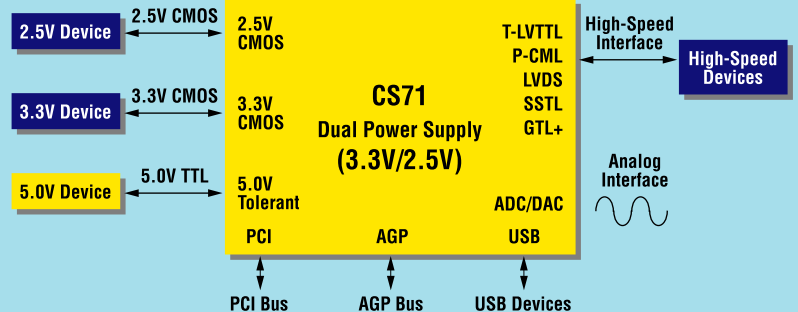 2.5V Device
2.5V CMOS
2.5V
CMOS
3.3V Device
3.3V CMOS
3.3V
CMOS
5.0V Device
5.0V TTL
5.0V
Tolerant
CS71
Dual Power Supply
(3.3V/2.5V)
T-LVTTL
P-CML
LVDS
SSTL
GTL+
High-Speed
Interface
High-Speed
Devices
Analog
Interface
ADC/DAC
PCI
AGP
USB
PCI Bus
AGP Bus
USB Devices